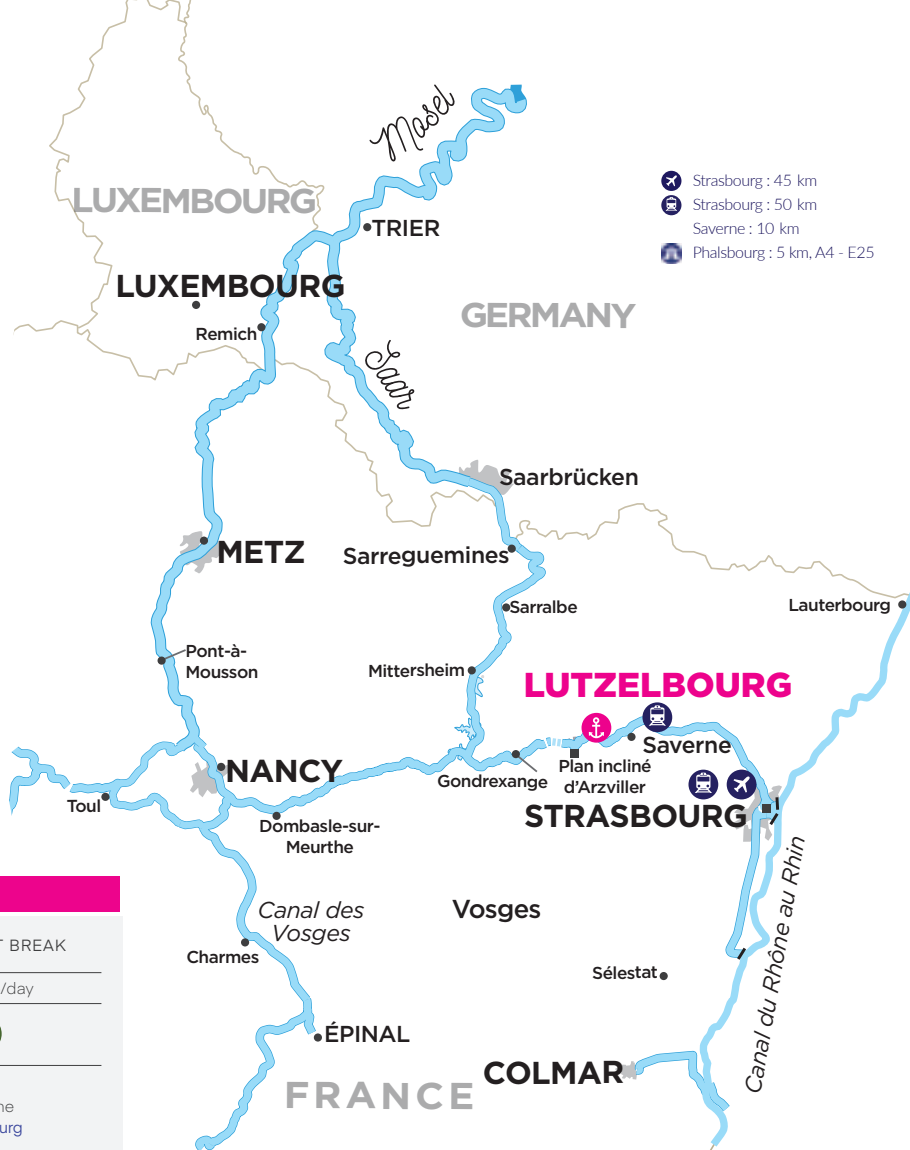 Mosel
Strasbourg : 45 km
Strasbourg : 50 km
Saverne : 10 km
Phalsbourg : 5 km, A4 - E25
LUXEMBOURG
TRIER
LUXEMBOURG
GERMANY
Remich
Saar
Saarbrücken
METZ
Sarreguemines
Sarralbe
Lauterbourg
Pont-à-
Mousson
Mittersheim
LUTZELBOURG
Saverne
NANCY
Gondrexange
Plan incliné
d'Arzviller
Toul
STRASBOURG
Dombasle-sur-
Meurthe
Canal du Rhône au Rhin
Canal des
Vosges
Vosges
T BREAK
Charmes
Sélestat
/day
ÉPINAL
COLMAR
FRANCE
ne
urg